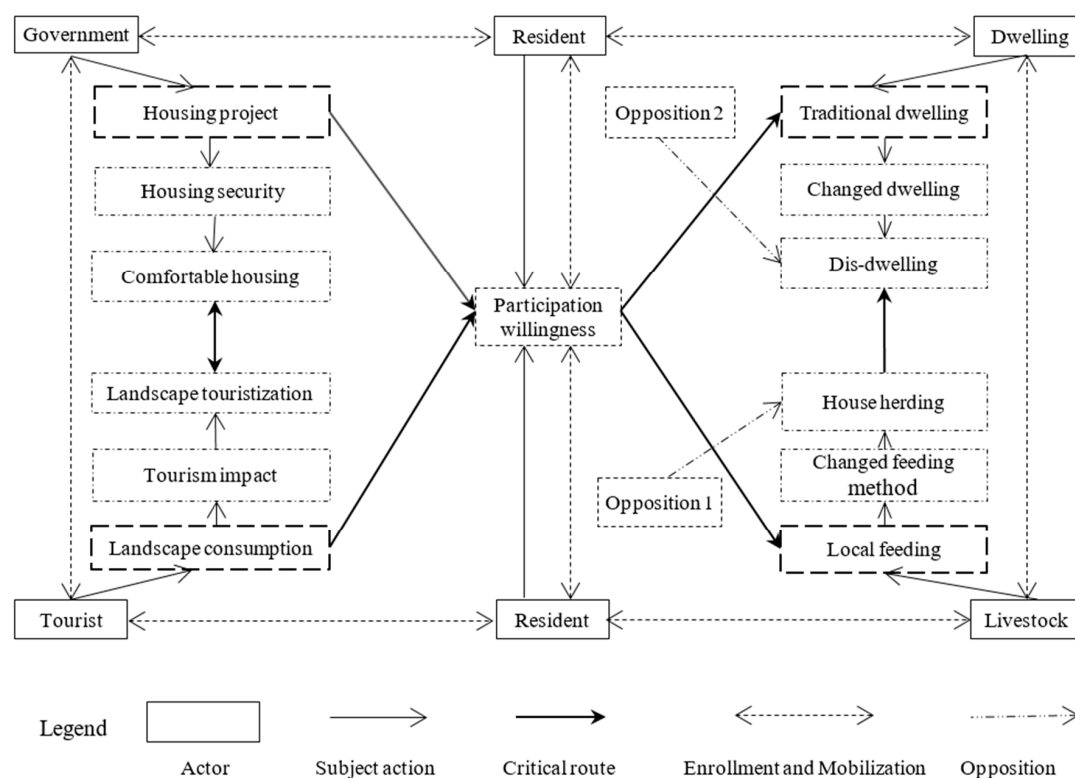 Government
Resident
Dwelling
Housing project
Opposition 2
Traditional dwelling
Housing security
Changed dwelling
Comfortable housing
Dis-dwelling
Participation
willingness
Landscape touristization
House herding
Tourism impact
Changed feeding
method
Opposition 1
Landscape consumption
Local feeding
Tourist
Resident
Livestock
Legend
Actor
Subject action
Critical route
Enrollment and Mobilization
Opposition